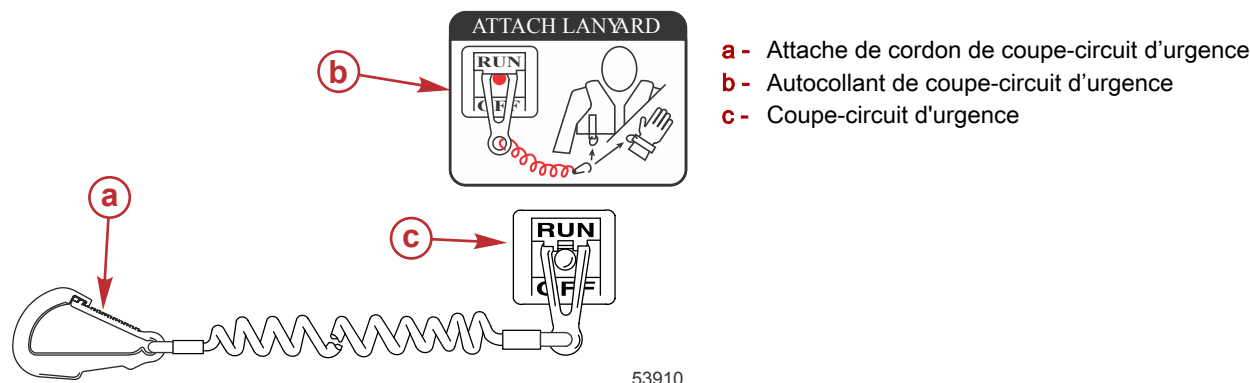 ATTACH LANYARD
RUN
OFF
b
a - Attache de cordon de coupe-circuit d’urgence
b - Autocollant de coupe-circuit d’urgence
c - Coupe-circuit d'urgence
a
c
RUN
OFF
53910